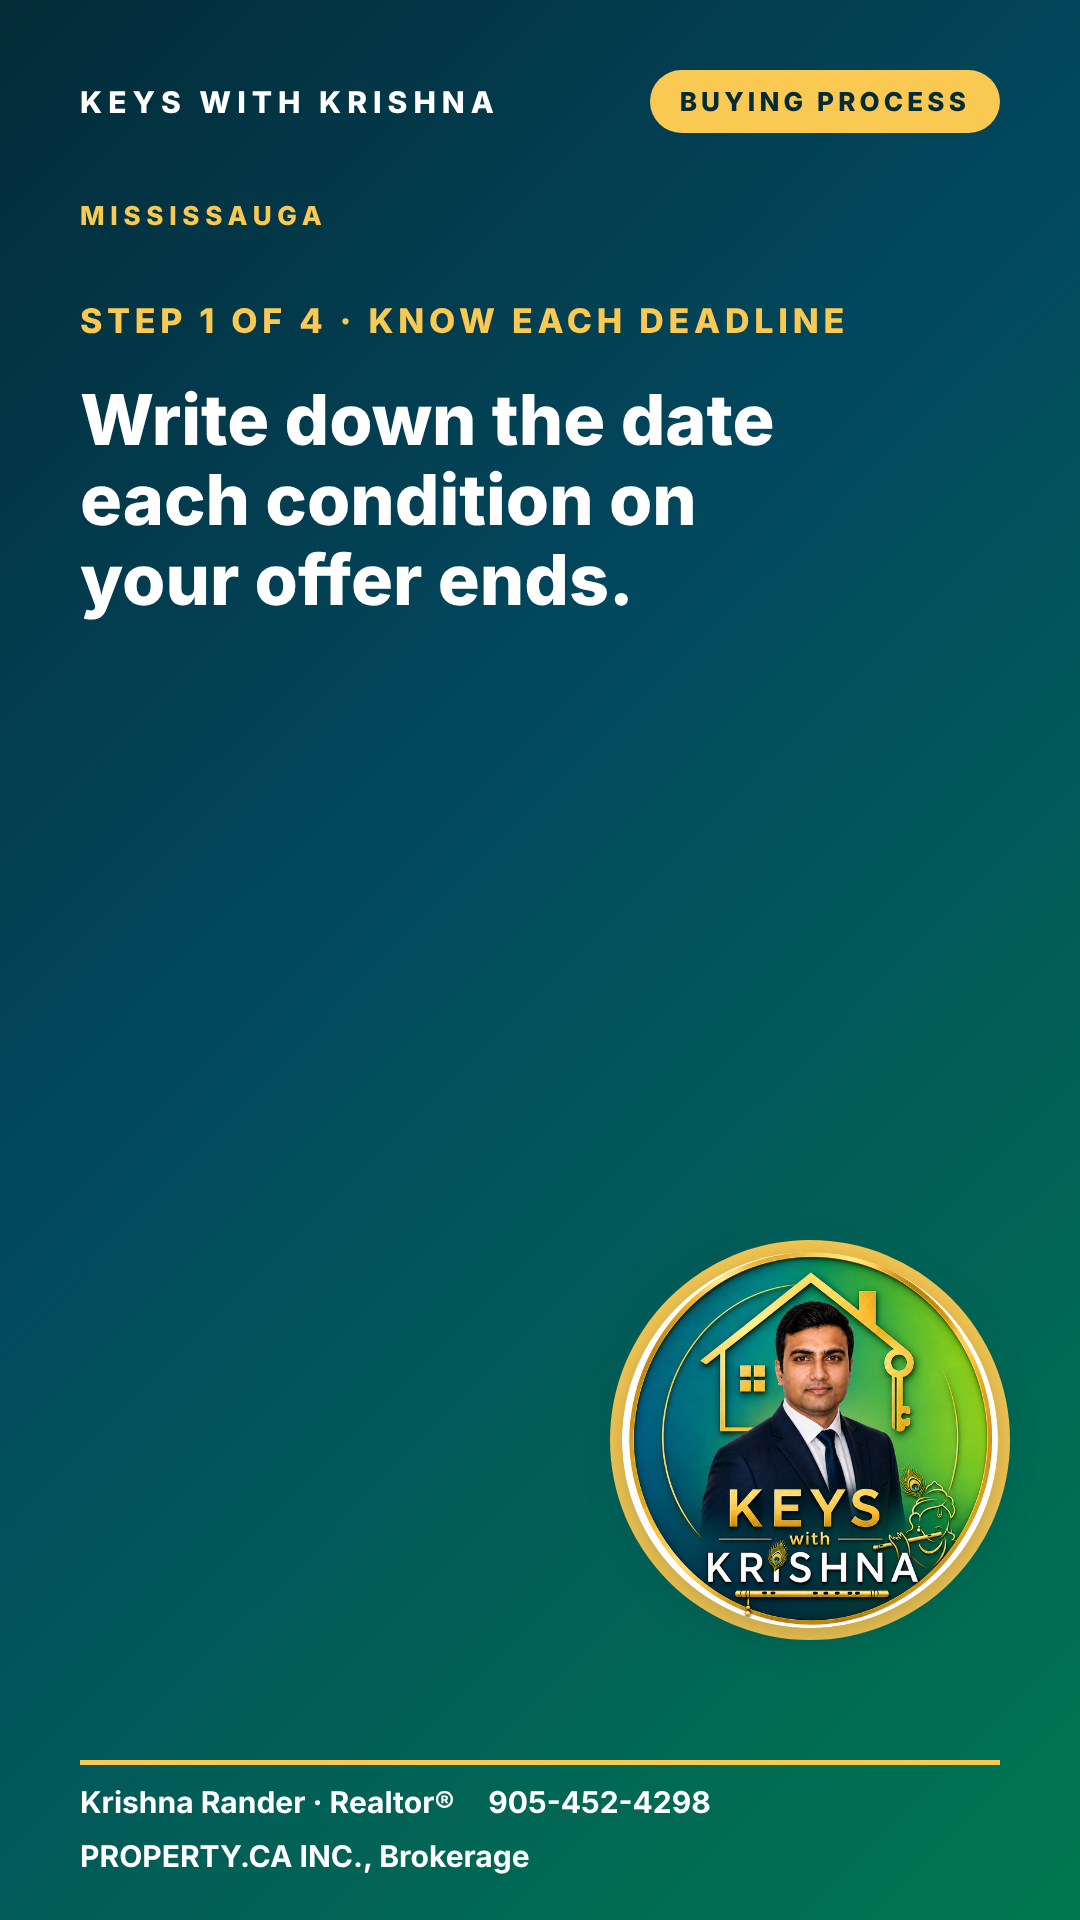 KEYS WITH KRISHNA
BUYING PROCESS
MISSISSAUGA
STEP 1 OF 4 · KNOW EACH DEADLINE
Write down the date
each condition on
your offer ends.
KEYS
with
KRISHNA
Krishna Rander · Realtor® 905-452-4298
PROPERTY.CA INC., Brokerage